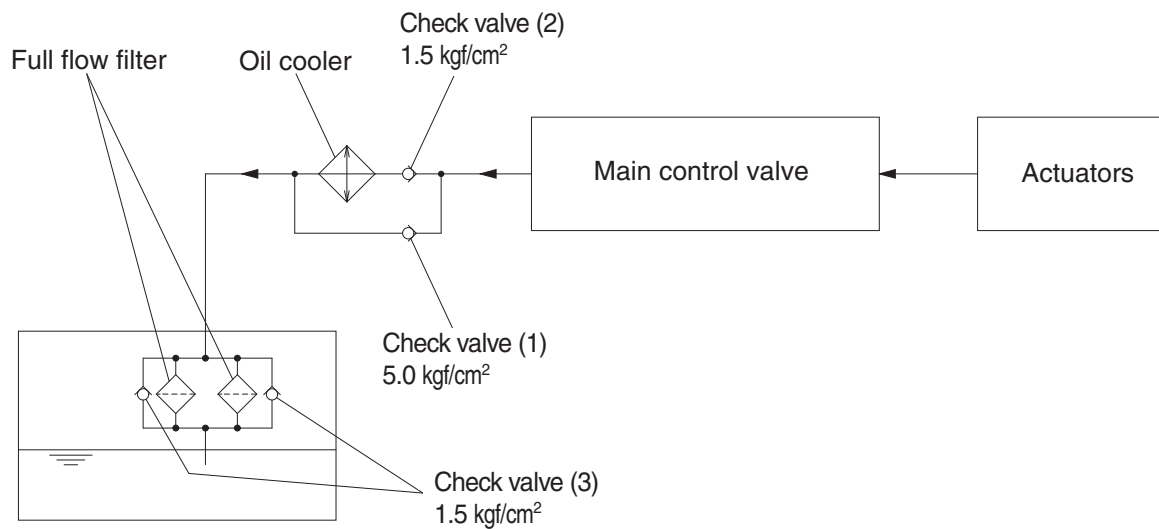 Check valve (2)
1.5 kgf/cm²
Full flow filter
Oil cooler
Main control valve
Actuators
Check valve (1)
5.0 kgf/cm²
Check valve (3)
1.5 kgf/cm²